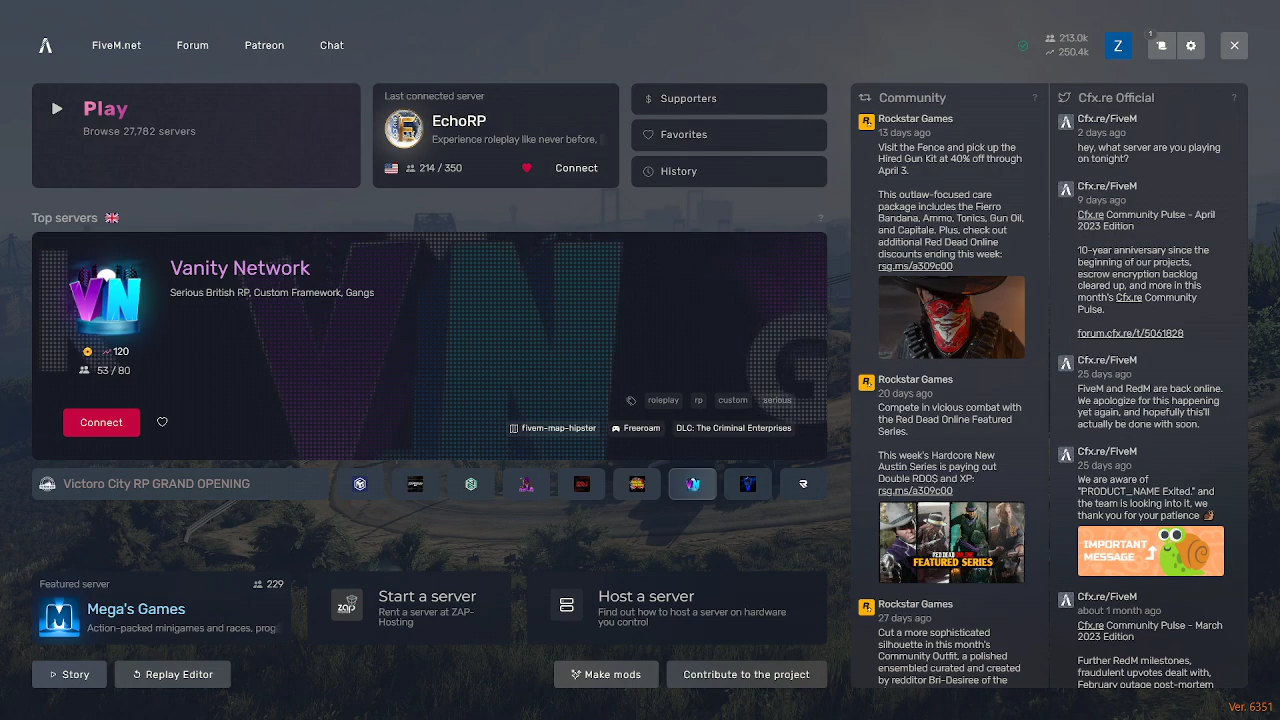 FiveM.net
Forum
Patreon
Chat
213.0k
250.4k
Z
1
Play
Browse 27,782 servers
Last connected server
EchoRP
Experience roleplay like never before,
214 / 350
Connect
Supporters
Favorites
History
Top servers
?
VN
Vanity Network
Serious British RP, Custom Framework, Gangs
120
53 / 80
Connect
roleplay
rp
custom
serious
fivem-map-hipster
Freeroam
DLC: The Criminal Enterprises
Victoro City RP GRAND OPENING
Featured server
229
Mega's Games
Action-packed minigames and races, prog
ZAP
Start a server
Rent a server at ZAP-
Hosting
Host a server
Find out how to host a server on hardware
you control
Story
Replay Editor
Make mods
Contribute to the project
Community
?
Rockstar Games
13 days ago
Visit the Fence and pick up the
Hired Gun Kit at 40% off through
April 3.
This outlaw-focused care
package includes the Fierro
Bandana, Ammo, Tonics, Gun Oil,
and Capitale. Plus, check out
additional Red Dead Online
discounts ending this week:
rsg.ms/a309c00
Rockstar Games
20 days ago
Compete in vicious combat with
the Red Dead Online Featured
Series.
This week's Hardcore New
Austin Series is paying out
Double RDO$ and XP:
rsg.ms/a309c00
RED DEAD ONLINE
FEATURED SERIES
Rockstar Games
27 days ago
Cut a more sophisticated
silhouette in this month's
Community Outfit, a polished
ensembled curated and created
by redditor Bri-Desiree of the
Cfx.re Official
?
Cfx.re/FiveM
2 days ago
hey, what server are you playing
on tonight?
Cfx.re/FiveM
9 days ago
Cfx.re Community Pulse - April
2023 Edition
10-year anniversary since the
beginning of our projects,
escrow encryption backlog
cleared up, and more in this
month's Cfx.re Community
Pulse.
forum.cfx.re/t/5061828
Cfx.re/FiveM
25 days ago
FiveM and RedM are back online.
We apologize for this happening
yet again, and hopefully this'll
actually be done with soon.
Cfx.re/FiveM
25 days ago
We are aware of
"PRODUCT_NAME Exited." and
the team is looking into it, we
thank you for your patience
IMPORTANT
MESSAGE
Cfx.re/FiveM
about 1 month ago
Cfx.re Community Pulse - March
2023 Edition
Further RedM milestones,
fraudulent upvotes dealt with,
February outage post-mortem
Ver. 6351